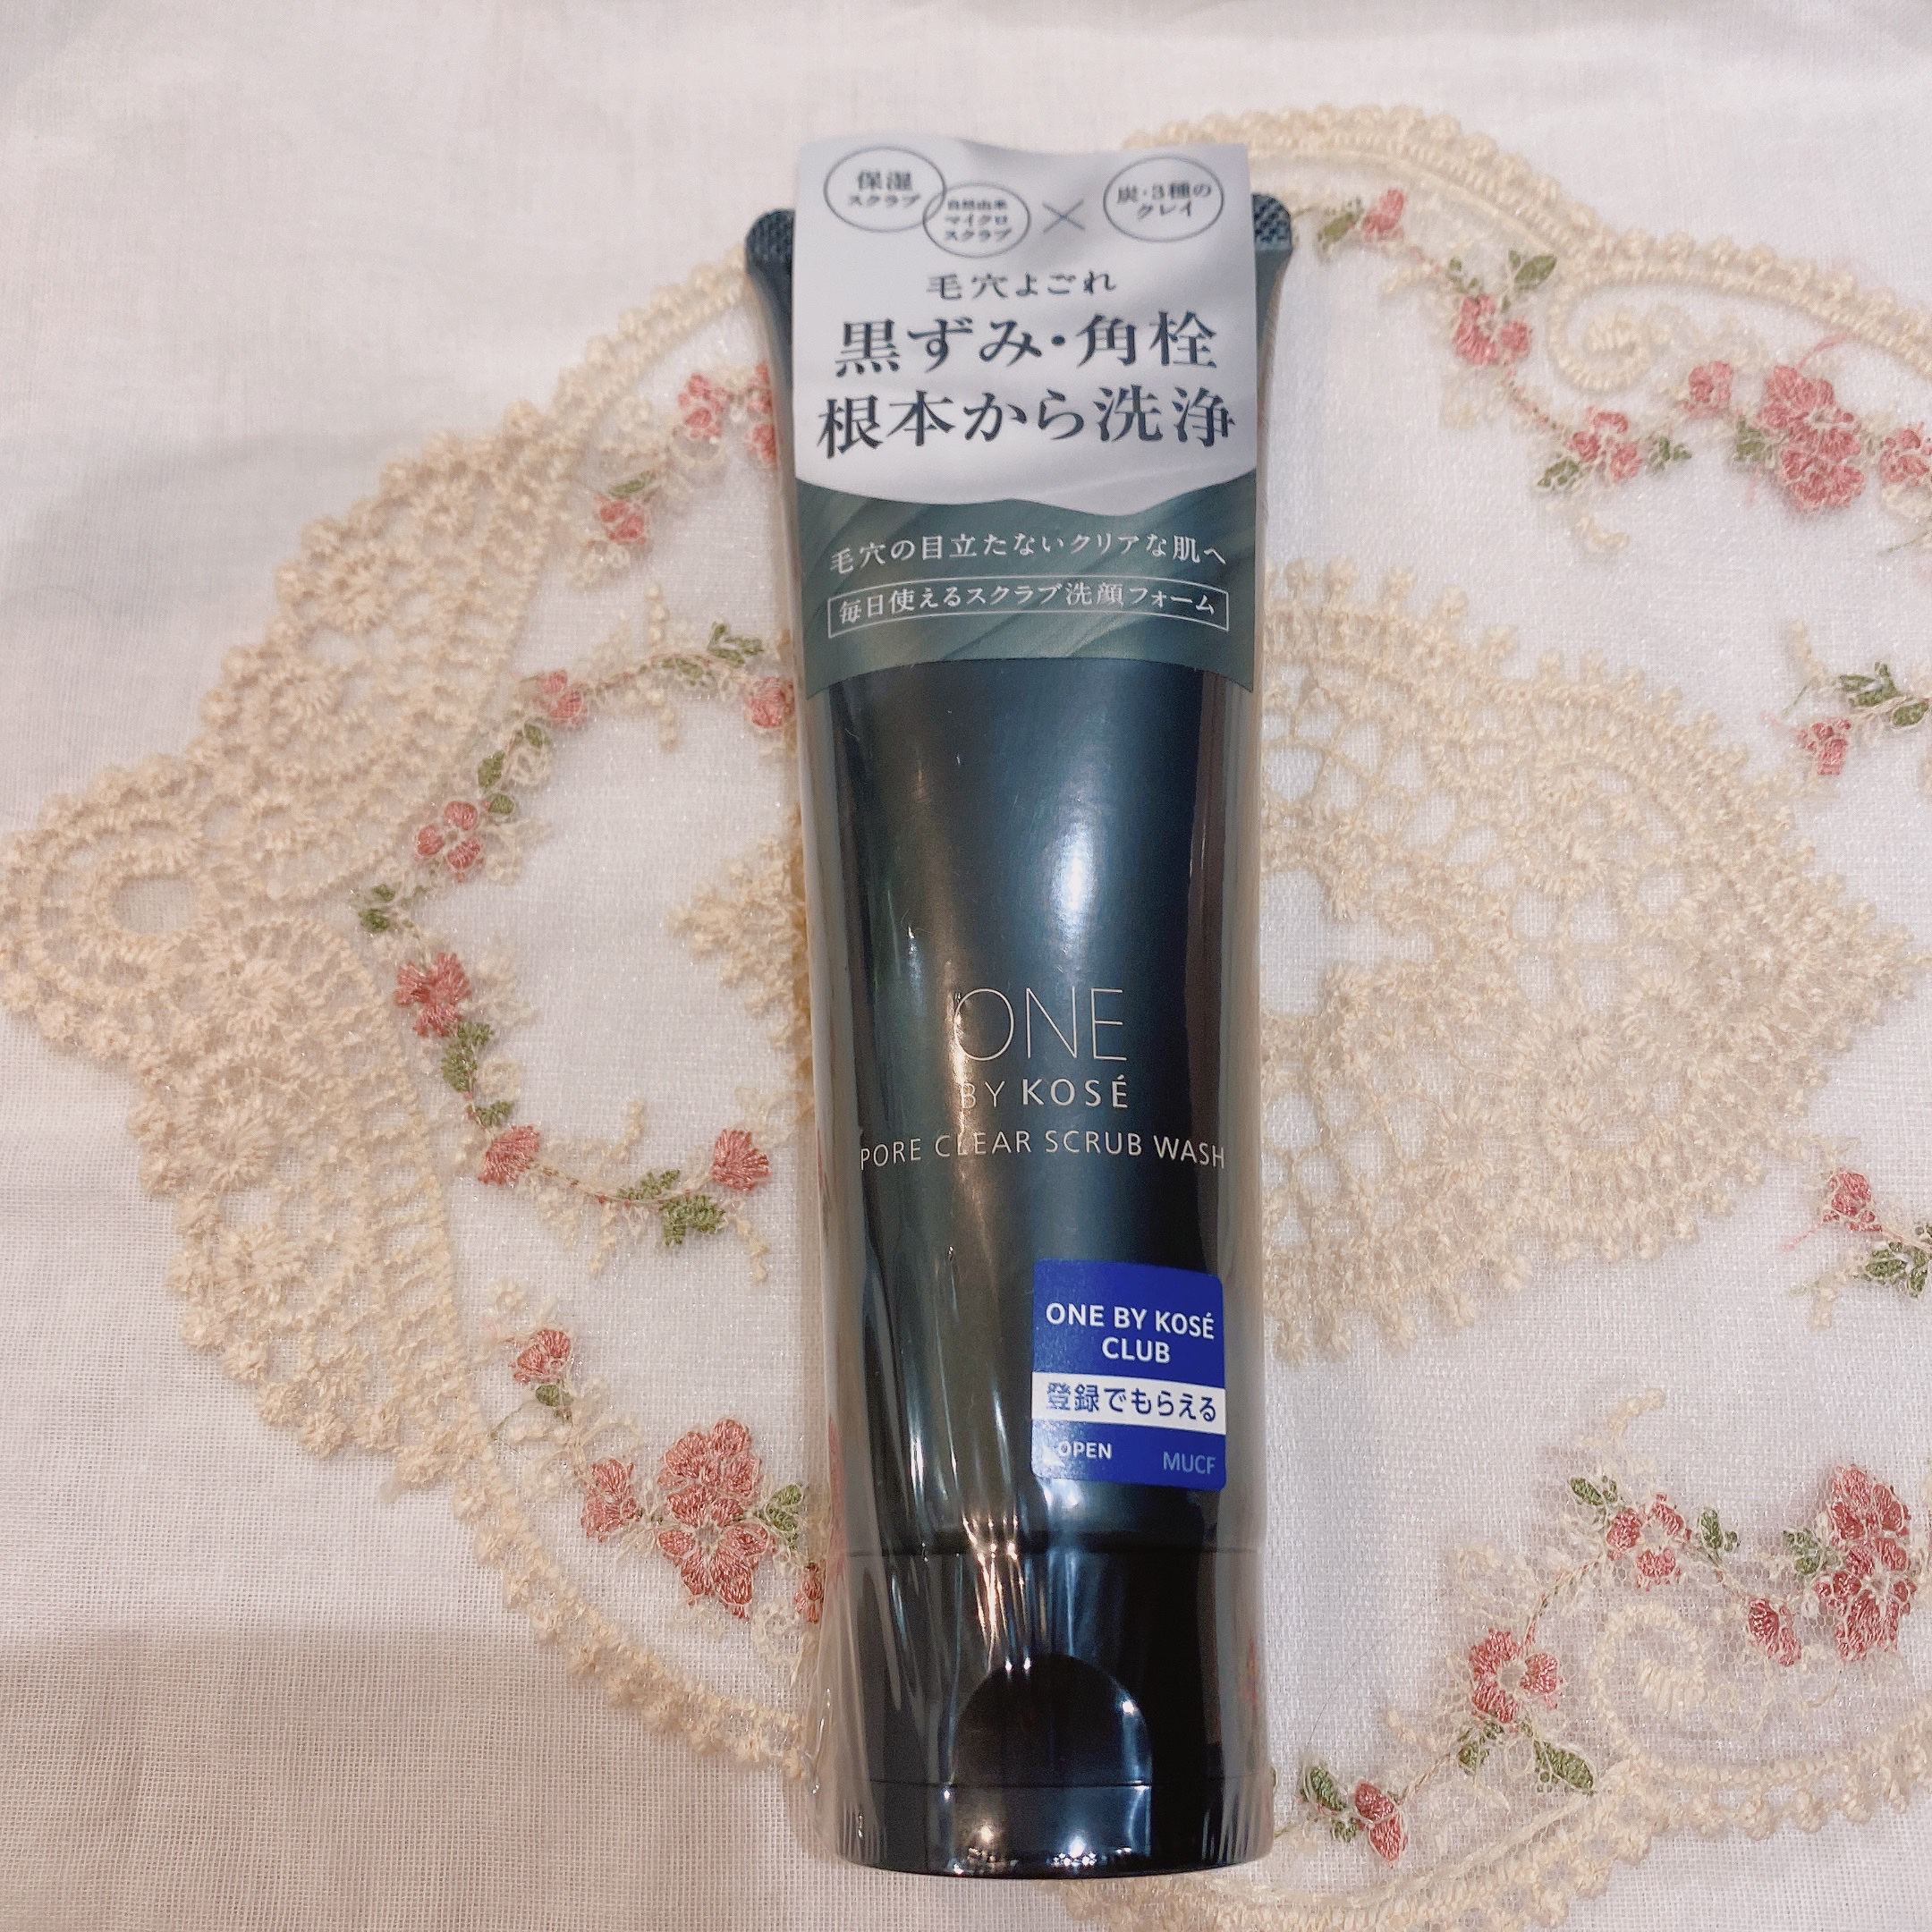 保湿
スクラブ
自然由来
マイクロ
スクラブ
×
炭・3種の
クレイ
毛穴よごれ
黒ずみ・角栓
根本から洗浄
毛穴の目立たないクリアな肌へ
毎日使えるスクラブ洗顔フォーム
ONE
BY KOSÉ
PORE CLEAR SCRUB WASH
ONE BY KOSÉ
CLUB
登録でもらえる
OPEN MUCF